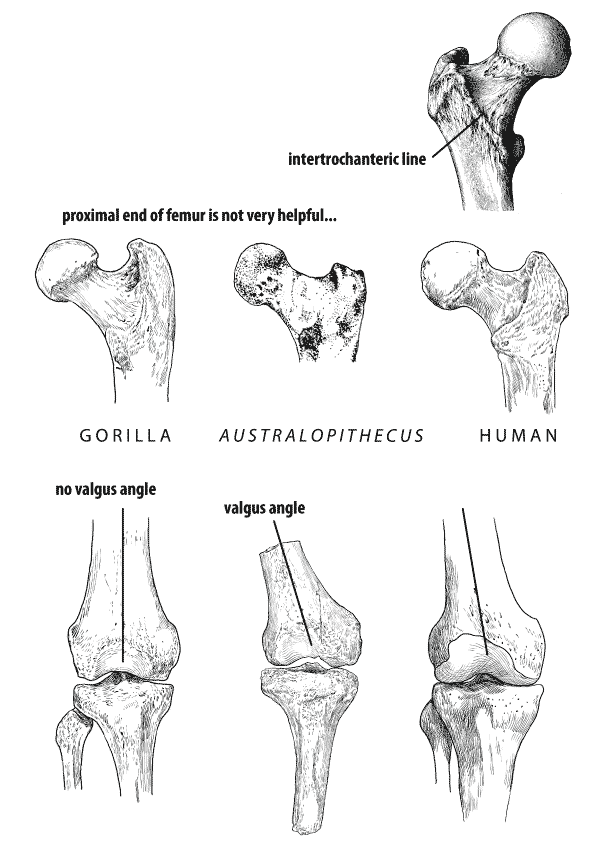 intertrochanteric line
proximal end of femur is not very helpful...
GORILLA
AUSTRALOPITHECUS
HUMAN
no valgus angle
valgus angle